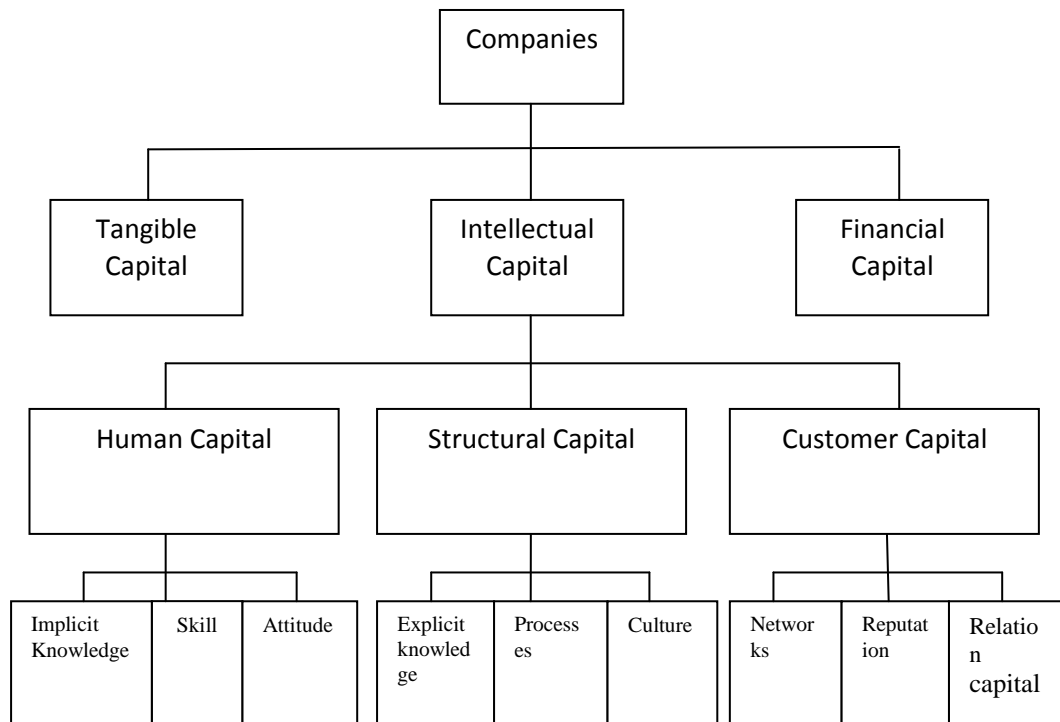 Companies
Tangible
Capital
Intellectual
Capital
Financial
Capital
Human Capital
Structural Capital
Customer Capital
Implicit
Knowledge
Skill
Attitude
Explicit
knowled
ge
Process
es
Culture
Networ
ks
Reputat
ion
Relatio
n
capital